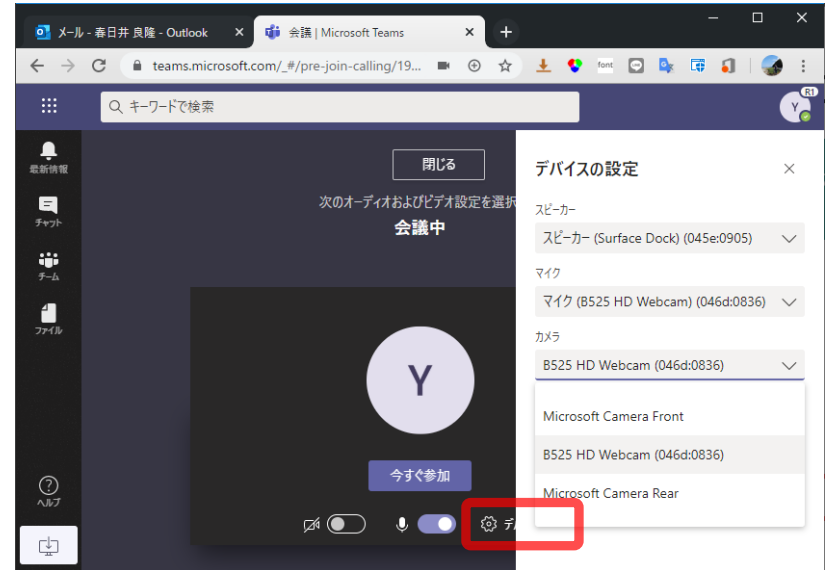 メール - 春日井 良隆 - Outlook
会議 | Microsoft Teams
teams.microsoft.com/_#/pre-join-calling/19...
font
キーワードで検索
Y
R1
最新情報
チャット
チーム
ファイル
ヘルプ
閉じる
次のオーディオおよびビデオ設定を選択
会議中
Y
今すぐ参加
デバイスの設定
スピーカー
スピーカー (Surface Dock) (045e:0905)
マイク
マイク (B525 HD Webcam) (046d:0836)
カメラ
B525 HD Webcam (046d:0836)
Microsoft Camera Front
B525 HD Webcam (046d:0836)
Microsoft Camera Rear